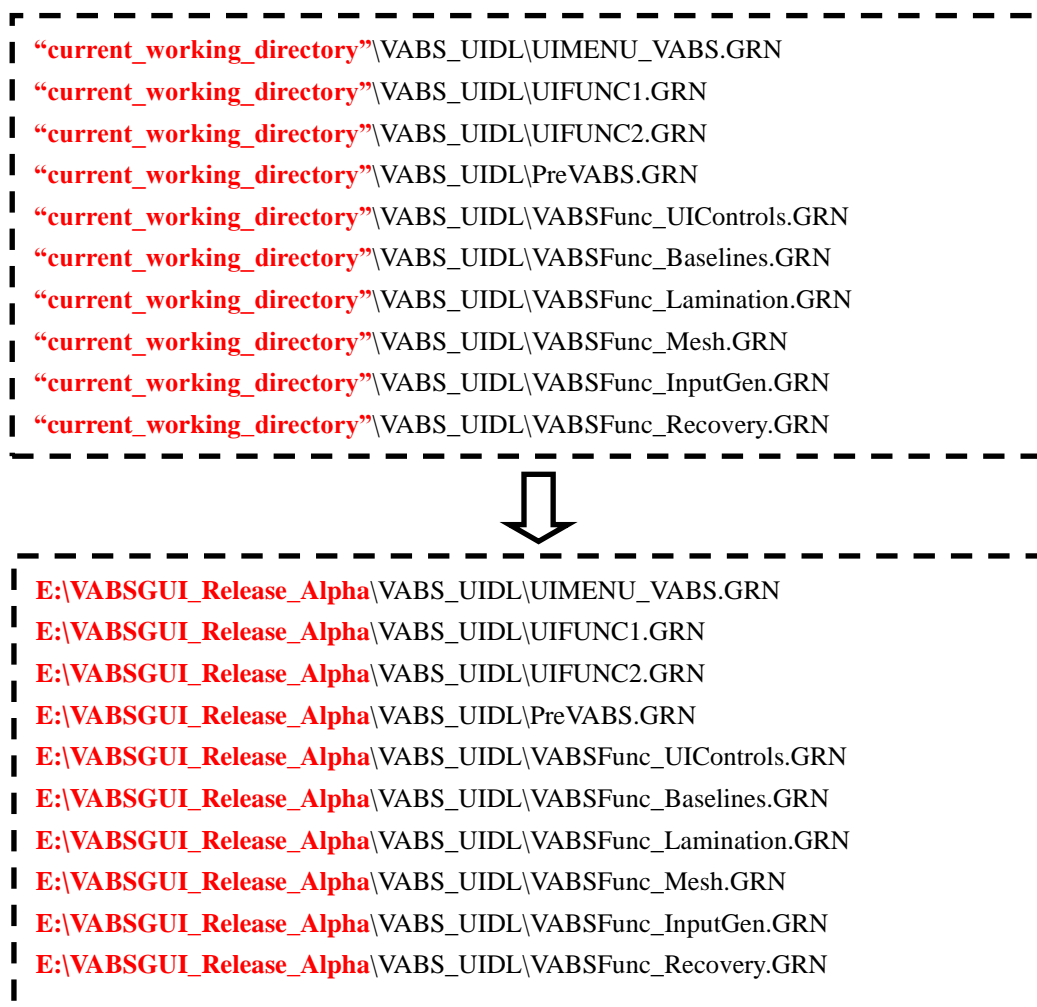 “current_working_directory”\VABS_UIDL\UIMENU_VABS.GRN
“current_working_directory”\VABS_UIDL\UIFUNC1.GRN
“current_working_directory”\VABS_UIDL\UIFUNC2.GRN
“current_working_directory”\VABS_UIDL\PreVABS.GRN
“current_working_directory”\VABS_UIDL\VABSFunc_UIControls.GRN
“current_working_directory”\VABS_UIDL\VABSFunc_Baselines.GRN
“current_working_directory”\VABS_UIDL\VABSFunc_Lamination.GRN
“current_working_directory”\VABS_UIDL\VABSFunc_Mesh.GRN
“current_working_directory”\VABS_UIDL\VABSFunc_InputGen.GRN
“current_working_directory”\VABS_UIDL\VABSFunc_Recovery.GRN
E:\VABSGUI_Release_Alpha\VABS_UIDL\UIMENU_VABS.GRN
E:\VABSGUI_Release_Alpha\VABS_UIDL\UIFUNC1.GRN
E:\VABSGUI_Release_Alpha\VABS_UIDL\UIFUNC2.GRN
E:\VABSGUI_Release_Alpha\VABS_UIDL\PreVABS.GRN
E:\VABSGUI_Release_Alpha\VABS_UIDL\VABSFunc_UIControls.GRN
E:\VABSGUI_Release_Alpha\VABS_UIDL\VABSFunc_Baselines.GRN
E:\VABSGUI_Release_Alpha\VABS_UIDL\VABSFunc_Lamination.GRN
E:\VABSGUI_Release_Alpha\VABS_UIDL\VABSFunc_Mesh.GRN
E:\VABSGUI_Release_Alpha\VABS_UIDL\VABSFunc_InputGen.GRN
E:\VABSGUI_Release_Alpha\VABS_UIDL\VABSFunc_Recovery.GRN